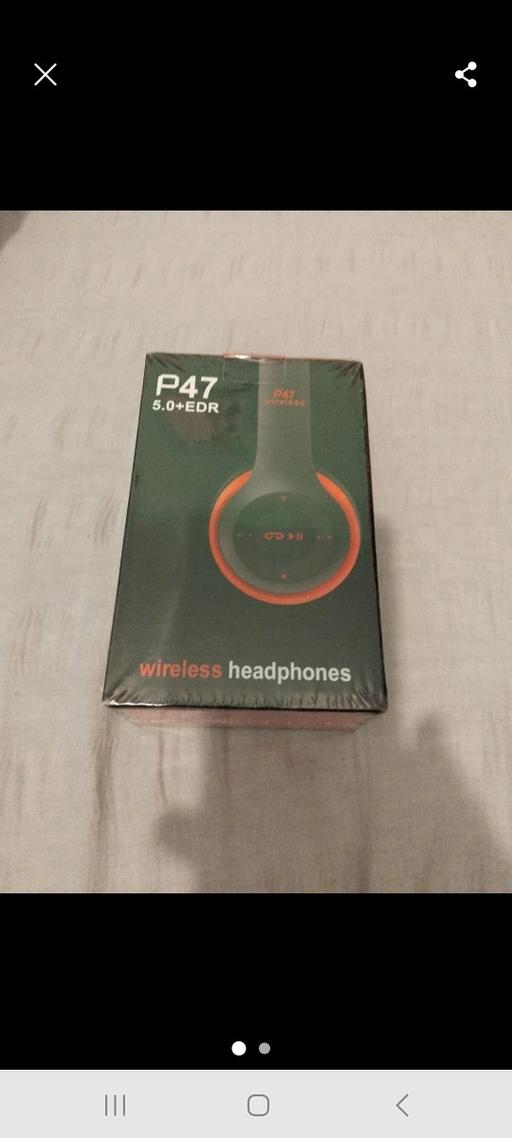 P47
5.0+EDR
P47
wireless
wireless headphones